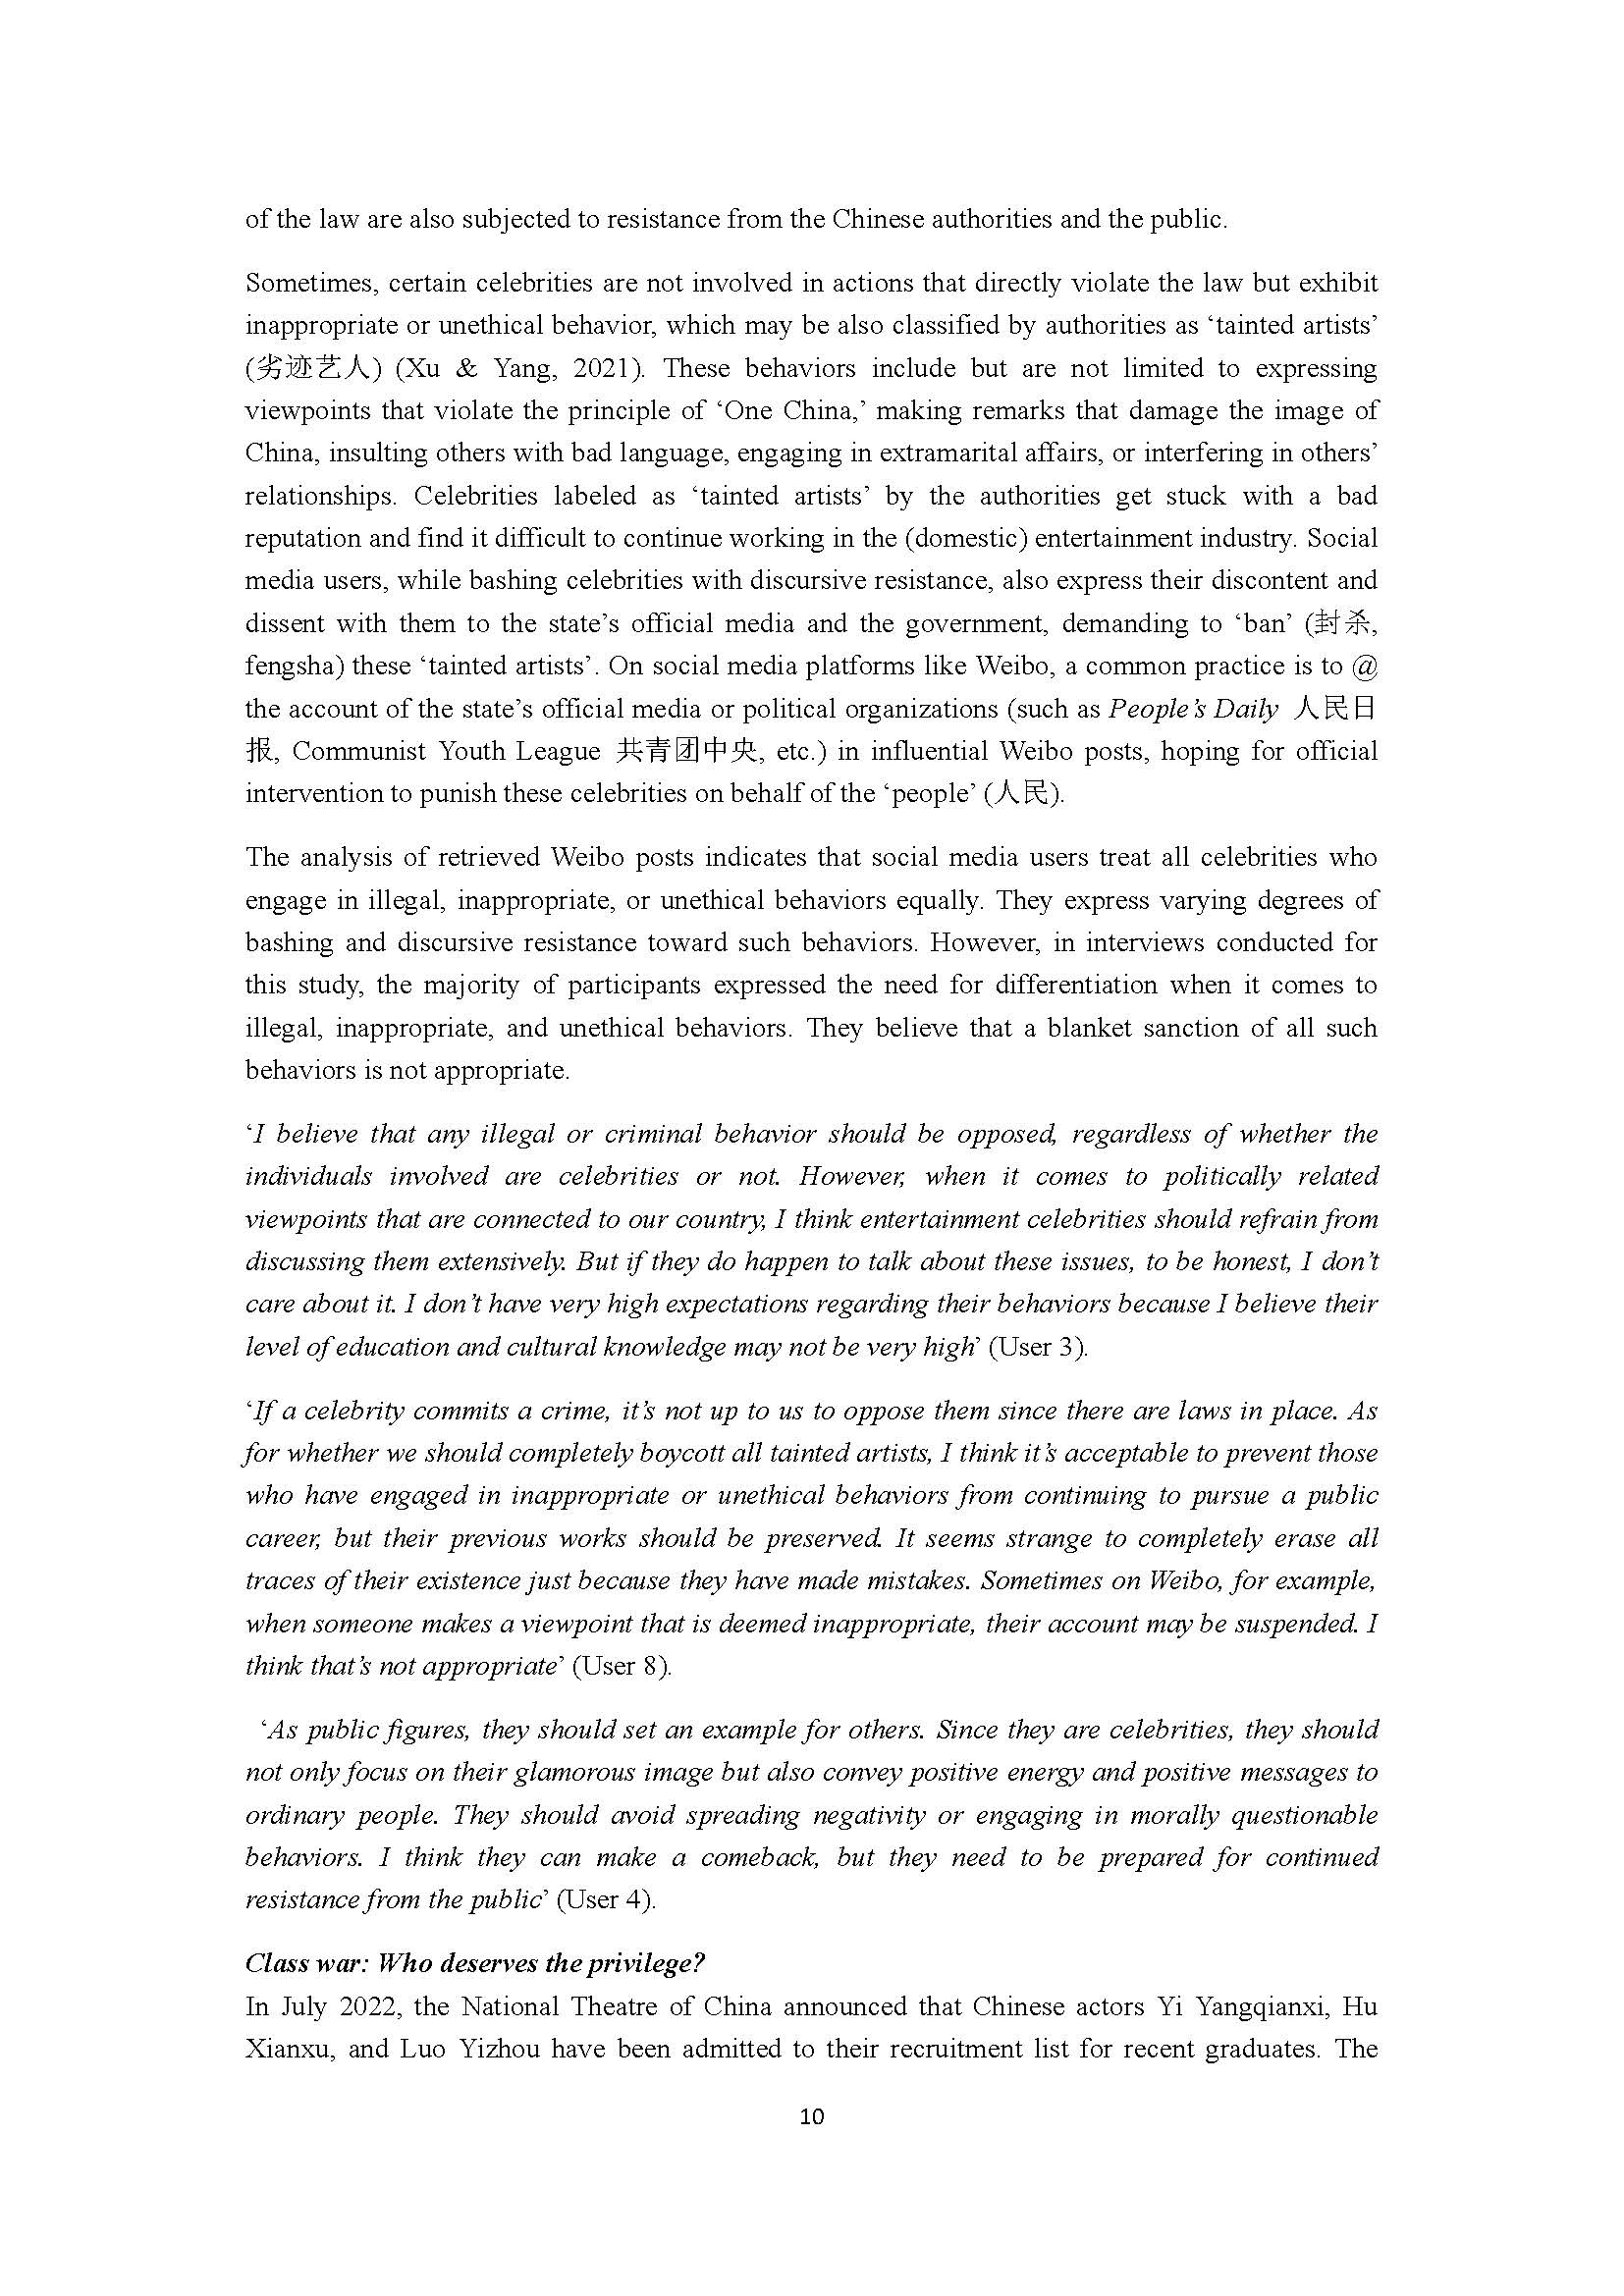 of the law are also subjected to resistance from the Chinese authorities and the public.
Sometimes, certain celebrities are not involved in actions that directly violate the law but exhibit
inappropriate or unethical behavior, which may be also classified by authorities as ‘tainted artists’
(劣迹艺人) (Xu & Yang, 2021). These behaviors include but are not limited to expressing
viewpoints that violate the principle of ‘One China,’ making remarks that damage the image of
China, insulting others with bad language, engaging in extramarital affairs, or interfering in others’
relationships. Celebrities labeled as ‘tainted artists’ by the authorities get stuck with a bad
reputation and find it difficult to continue working in the (domestic) entertainment industry. Social
media users, while bashing celebrities with discursive resistance, also express their discontent and
dissent with them to the state’s official media and the government, demanding to ‘ban’ (封杀,
fengsha) these ‘tainted artists’. On social media platforms like Weibo, a common practice is to @
the account of the state’s official media or political organizations (such as People’s Daily 人民日
报, Communist Youth League 共青团中央, etc.) in influential Weibo posts, hoping for official
intervention to punish these celebrities on behalf of the ‘people’ (人民).
The analysis of retrieved Weibo posts indicates that social media users treat all celebrities who
engage in illegal, inappropriate, or unethical behaviors equally. They express varying degrees of
bashing and discursive resistance toward such behaviors. However, in interviews conducted for
this study, the majority of participants expressed the need for differentiation when it comes to
illegal, inappropriate, and unethical behaviors. They believe that a blanket sanction of all such
behaviors is not appropriate.
‘I believe that any illegal or criminal behavior should be opposed, regardless of whether the
individuals involved are celebrities or not. However, when it comes to politically related
viewpoints that are connected to our country, I think entertainment celebrities should refrain from
discussing them extensively. But if they do happen to talk about these issues, to be honest, I don’t
care about it. I don’t have very high expectations regarding their behaviors because I believe their
level of education and cultural knowledge may not be very high’ (User 3).
‘If a celebrity commits a crime, it’s not up to us to oppose them since there are laws in place. As
for whether we should completely boycott all tainted artists, I think it’s acceptable to prevent those
who have engaged in inappropriate or unethical behaviors from continuing to pursue a public
career, but their previous works should be preserved. It seems strange to completely erase all
traces of their existence just because they have made mistakes. Sometimes on Weibo, for example,
when someone makes a viewpoint that is deemed inappropriate, their account may be suspended. I
think that’s not appropriate’ (User 8).
‘As public figures, they should set an example for others. Since they are celebrities, they should
not only focus on their glamorous image but also convey positive energy and positive messages to
ordinary people. They should avoid spreading negativity or engaging in morally questionable
behaviors. I think they can make a comeback, but they need to be prepared for continued
resistance from the public’ (User 4).
Class war: Who deserves the privilege?
In July 2022, the National Theatre of China announced that Chinese actors Yi Yangqianxi, Hu
Xianxu, and Luo Yizhou have been admitted to their recruitment list for recent graduates. The
10